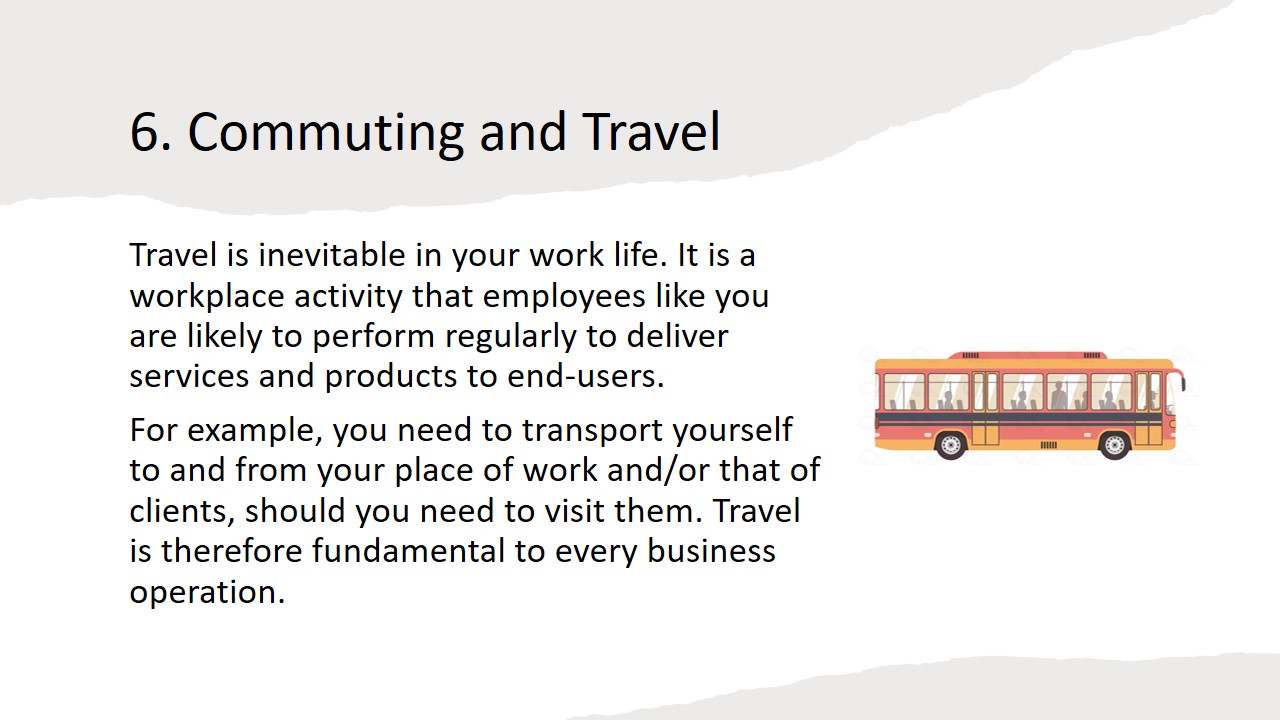 6. Commuting and Travel
Travel is inevitable in your work life. It is a
workplace activity that employees like you
are likely to perform regularly to deliver
services and products to end-users.
For example, you need to transport yourself
to and from your place of work and/or that of
clients, should you need to visit them. Travel
is therefore fundamental to every business
operation.